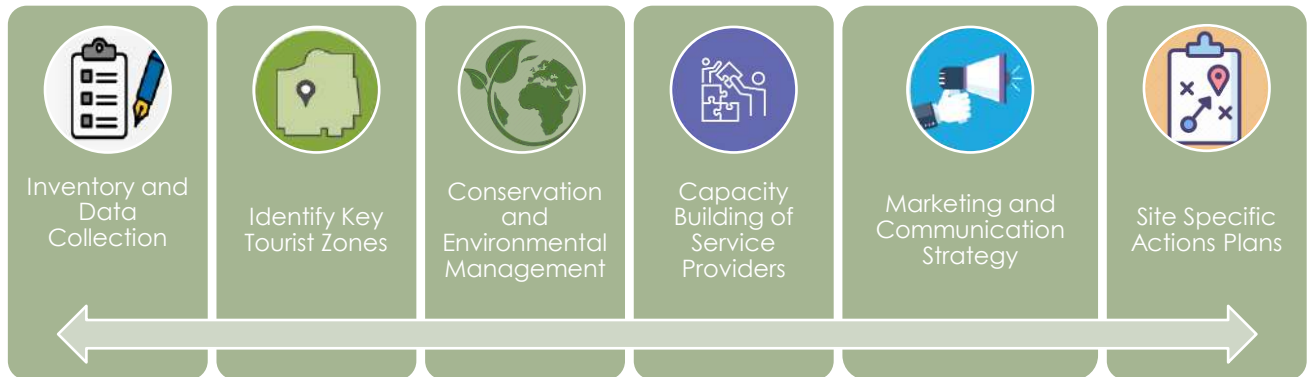 Inventory and
Data
Collection
Identify Key
Tourist Zones
Conservation
and
Environmental
Management
Capacity
Building of
Service
Providers
Marketing and
Communication
Strategy
Site Specific
Actions Plans